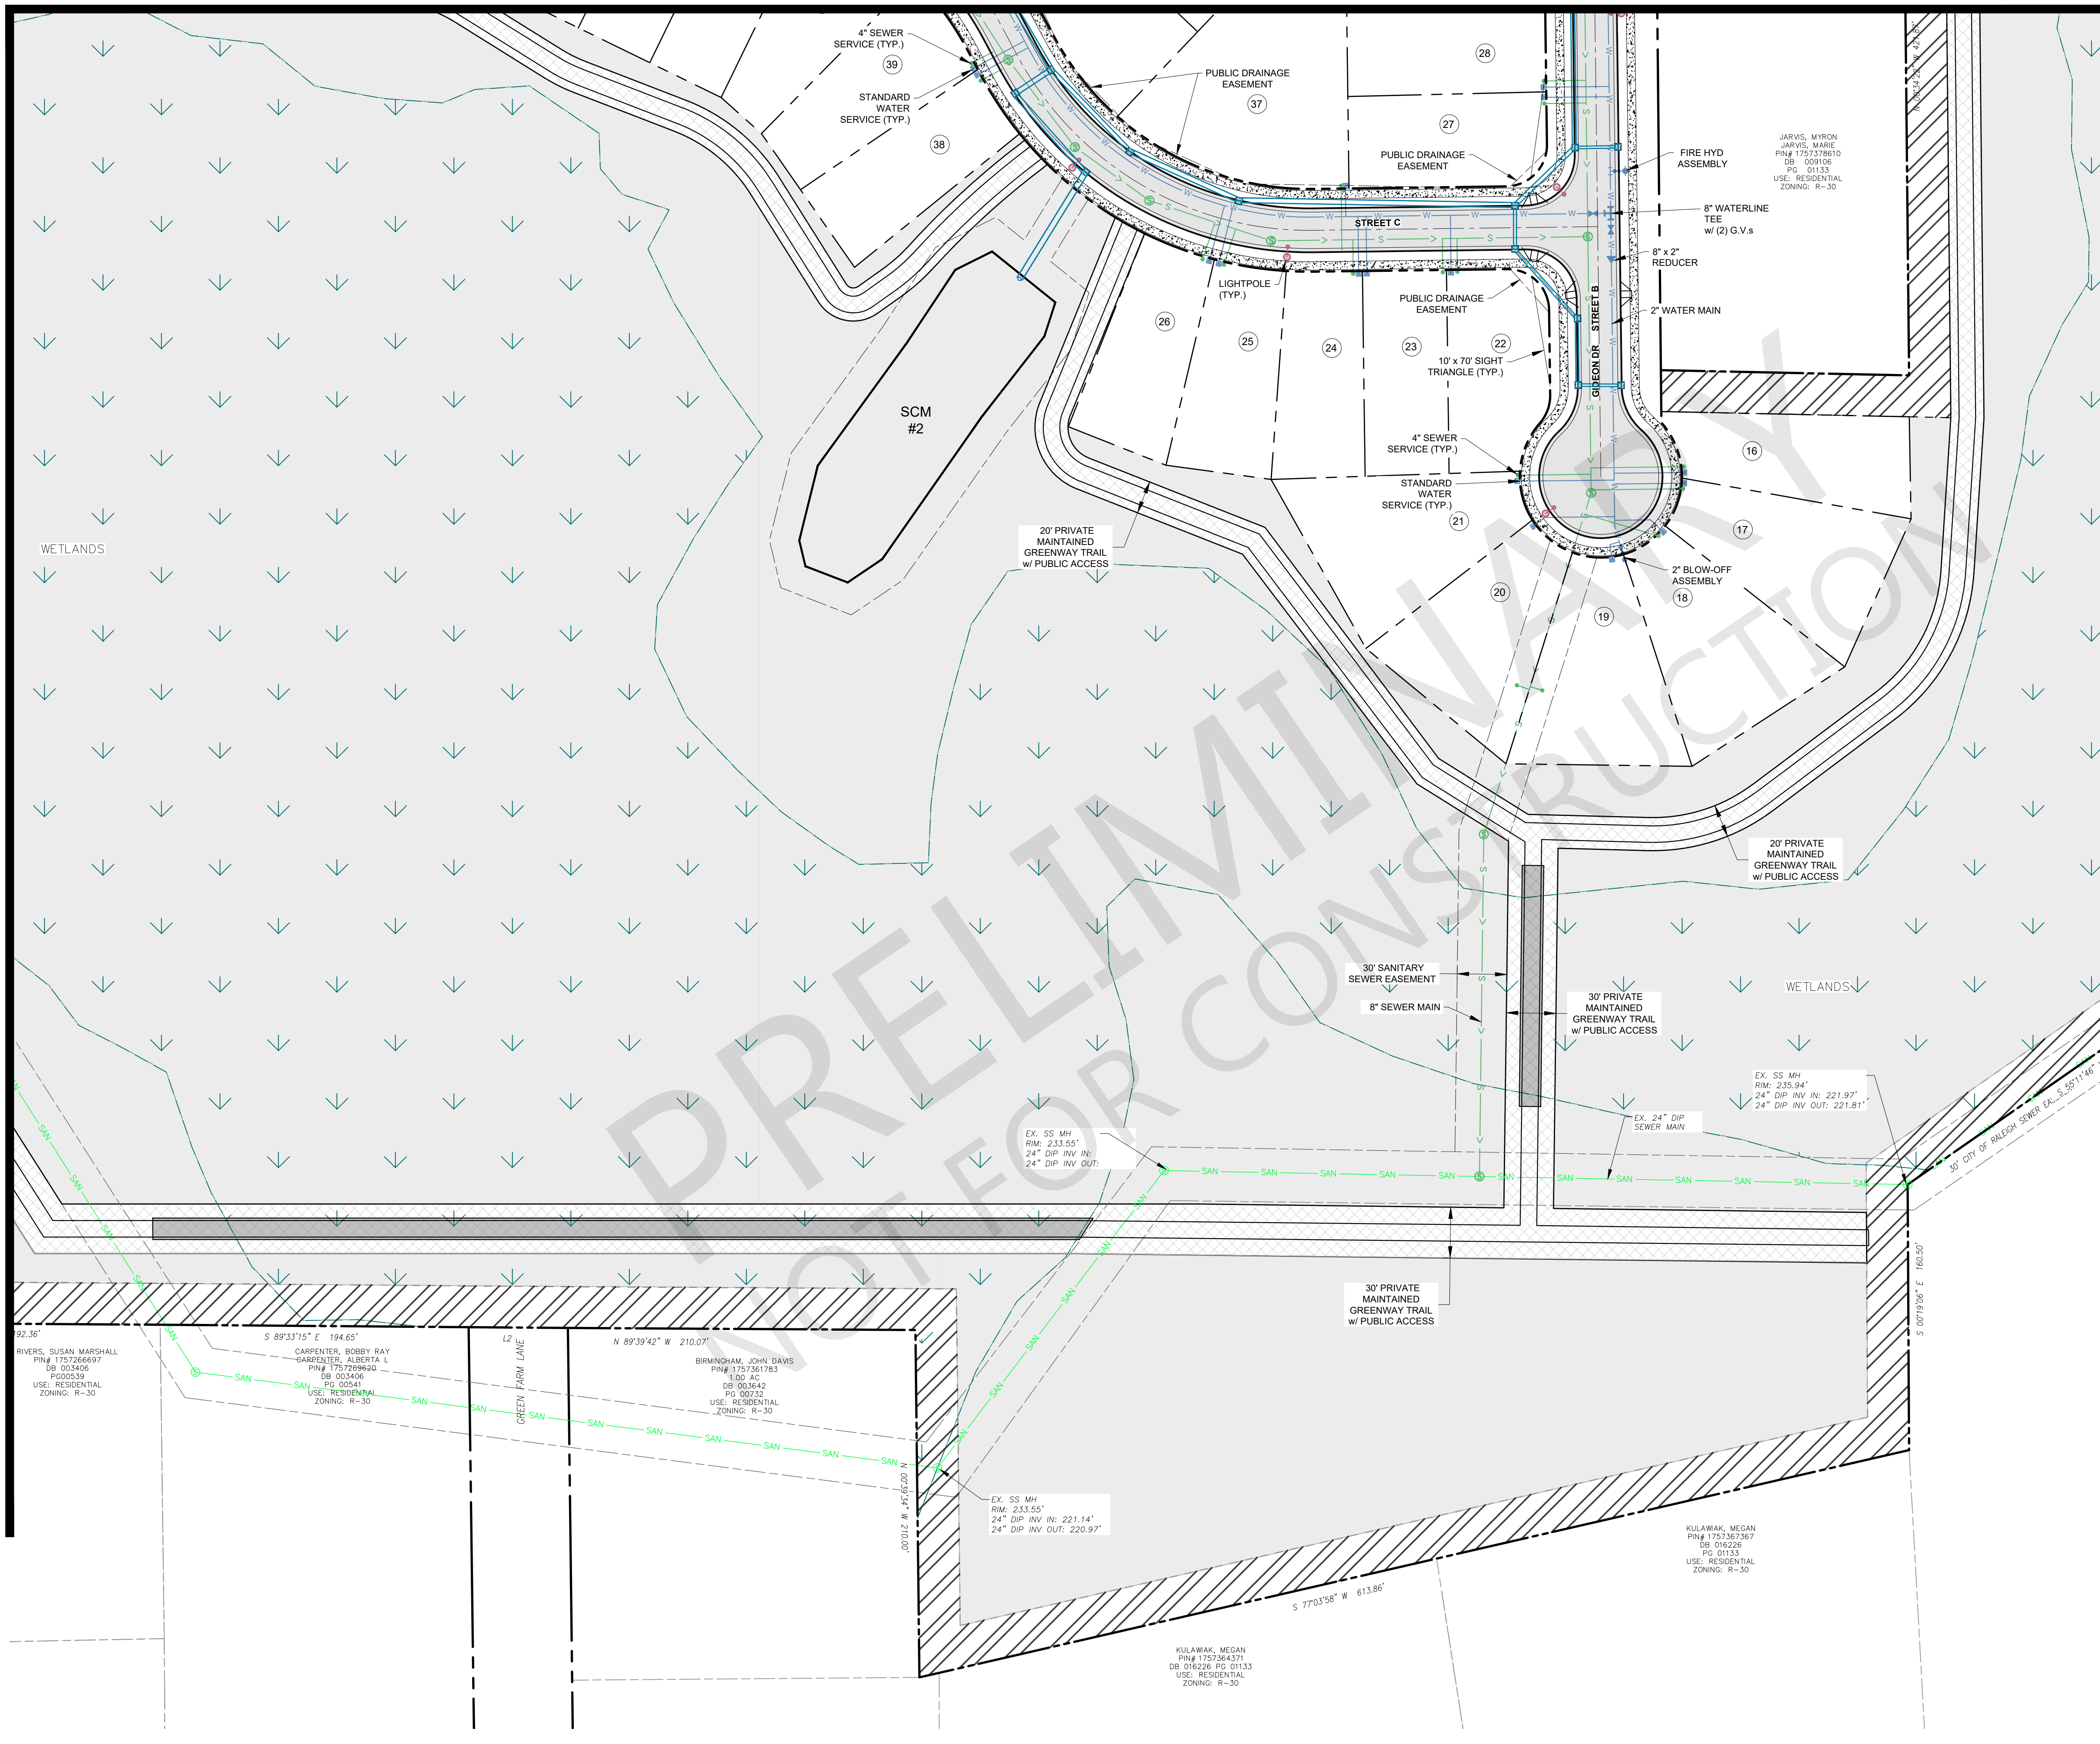 4" SEWER
SERVICE (TYP.)
39
STANDARD
WATER
SERVICE (TYP.)
38
PUBLIC DRAINAGE
EASEMENT
37
28
27
PUBLIC DRAINAGE
EASEMENT
STREET C
FIRE HYD
ASSEMBLY
8" WATERLINE
TEE
w/ (2) G.V.s
8" x 2"
REDUCER
2" WATER MAIN
GIDEON DR STREET B
JARVIS, MYRON
JARVIS, MARIE
PIN# 1757378610
DB 009106
PG 01133
USE: RESIDENTIAL
ZONING: R-30
LIGHTPOLE
(TYP.)
PUBLIC DRAINAGE
EASEMENT
26
25
24
23
22
10' x 70' SIGHT
TRIANGLE (TYP.)
SCM
#2
4" SEWER
SERVICE (TYP.)
STANDARD
WATER
SERVICE (TYP.)
21
16
17
20' PRIVATE
MAINTAINED
GREENWAY TRAIL
w/ PUBLIC ACCESS
WETLANDS
2" BLOW-OFF
ASSEMBLY
18
20
19
20' PRIVATE
MAINTAINED
GREENWAY TRAIL
w/ PUBLIC ACCESS
PRELIMINARY
NOT FOR CONSTRUCTION
30' SANITARY
SEWER EASEMENT
8" SEWER MAIN
30' PRIVATE
MAINTAINED
GREENWAY TRAIL
w/ PUBLIC ACCESS
WETLANDS
EX. SS MH
RIM: 235.94'
24" DIP INV IN: 221.97'
24" DIP INV OUT: 221.81'
EX. 24" DIP
SEWER MAIN
30' CITY OF RALEIGH SEWER
S 55°11'46"
EX. SS MH
RIM: 233.55'
24" DIP INV IN:
24" DIP INV OUT:
30' PRIVATE
MAINTAINED
GREENWAY TRAIL
w/ PUBLIC ACCESS
S 00°19'06" E 160.50'
192.36'
S 89°33'15" E 194.65'
L2
N 89°39'42" W 210.07'
RIVERS, SUSAN MARSHALL
PIN# 1757266697
DB 003406
PG00539
USE: RESIDENTIAL
ZONING: R-30
CARPENTER, BOBBY RAY
CARPENTER, ALBERTA L
PIN# 1757269620
DB 003406
PG 00541
USE: RESIDENTIAL
ZONING: R-30
GREEN FARM LANE
BIRMINGHAM, JOHN DAVIS
PIN# 1757361783
1.00 AC
DB 003642
PG 00732
USE: RESIDENTIAL
ZONING: R-30
N 00°39'34" W 210.00'
EX. SS MH
RIM: 233.55'
24" DIP INV IN: 221.14'
24" DIP INV OUT: 220.97'
S 77°03'58" W 613.86'
KULAWIAK, MEGAN
PIN# 1757367367
DB 016226
PG 01133
USE: RESIDENTIAL
ZONING: R-30
KULAWIAK, MEGAN
PIN# 1757364371
DB 016226 PG 01133
USE: RESIDENTIAL
ZONING: R-30